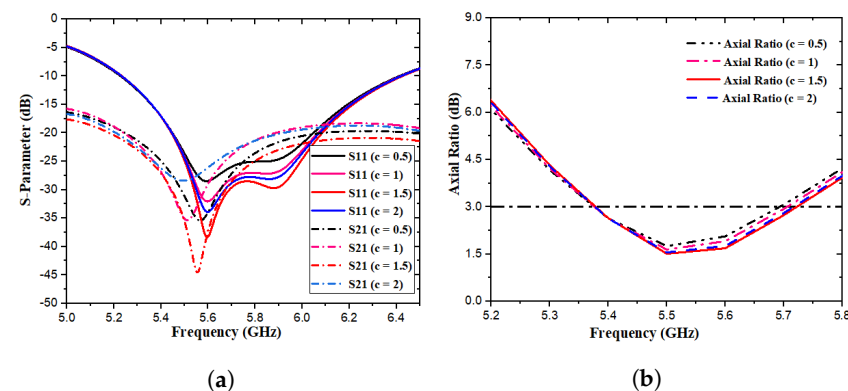 0
-5
-10
-15
-20
-25
-30
-35
-40
-45
-50
S-Parameter (dB)
5.0 5.2 5.4 5.6 5.8 6.0 6.2 6.4
Frequency (GHz)
S11 (c = 0.5)
S11 (c = 1)
S11 (c = 1.5)
S11 (c = 2)
S21 (c = 0.5)
S21 (c = 1)
S21 (c = 1.5)
S21 (c = 2)
(a)
9.0
7.5
6.0
4.5
3.0
1.5
0.0
Axial Ratio (dB)
5.2 5.3 5.4 5.5 5.6 5.7 5.8
Frequency (GHz)
Axial Ratio (c = 0.5)
Axial Ratio (c = 1)
Axial Ratio (c = 1.5)
Axial Ratio (c = 2)
(b)